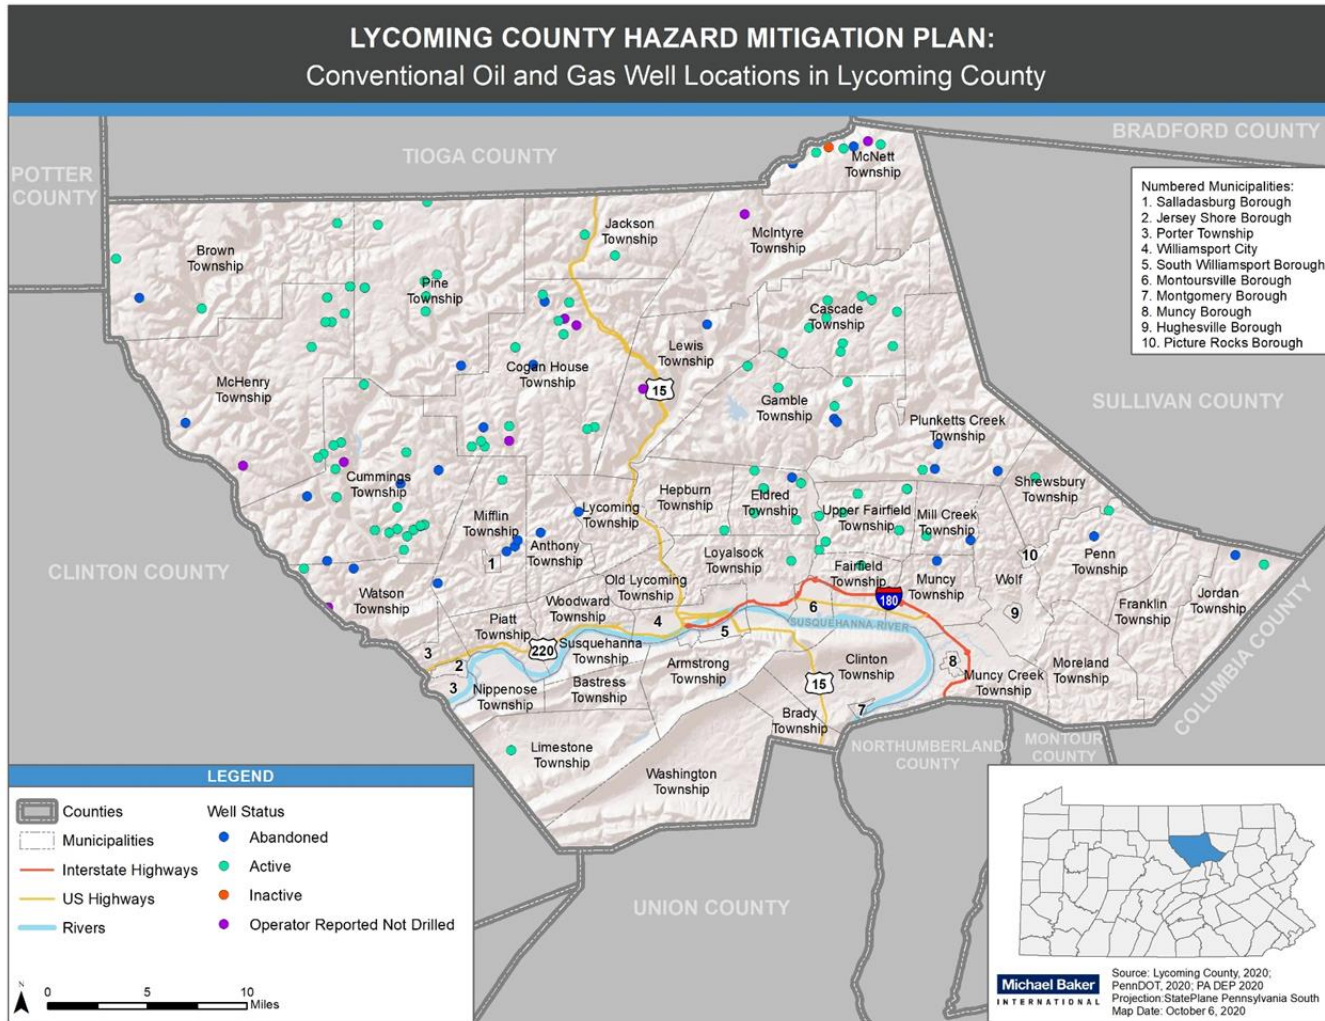 LYCOMING COUNTY HAZARD MITIGATION PLAN:
Conventional Oil and Gas Well Locations in Lycoming County
BRADFORD COUNTY
TIOGA COUNTY
POTTER
COUNTY
McNett
Township
Numbered Municipalities:
1. Salladasburg Borough
2. Jersey Shore Borough
3. Porter Township
4. Williamsport City
5. South Williamsport Borough
6. Montoursville Borough
7. Montgomery Borough
8. Muncy Borough
9. Hughesville Borough
10. Picture Rocks Borough
Jackson
Township
McIntyre
Township
Brown
Township
Pine
Township
Cascade
Township
Lewis
Township
Cogan House
Township
McHenry
Township
15
Gamble
Township
SULLIVAN COUNTY
Plunketts Creek
Township
Cummings
Township
Shrewsbury
Township
Hepburn
Township
Eldred
Township
Lycoming
Township
Mifflin
Township
Upper Fairfield
Township
Mill Creek
Township
Anthony
Township
1
10
Penn
Township
Loyalsock
Township
CLINTON COUNTY
Old Lycoming
Township
Fairfield
Township
Muncy
Township
Wolf
Watson
Township
Woodward
Township
180
Jordan
Township
Franklin
Township
6
9
Piatt
Township
4
5
SUSQUEHANNA RIVER
220
Susquehanna
Township
3
2
3
Armstrong
Township
Clinton
Township
8
Moreland
Township
Muncy Creek
Township
COLUMBIA COUNTY
Nippenose
Township
Bastress
Township
15
7
Brady
Township
NORTHUMBERLAND
COUNTY
MONTOUR
COUNTY
Limestone
Township
Washington
Township
UNION COUNTY
LEGEND
Counties
Municipalities
Interstate Highways
US Highways
Rivers
Well Status
Abandoned
Active
Inactive
Operator Reported Not Drilled
N
0 5 10
Miles
Michael Baker
INTERNATIONAL
Source: Lycoming County, 2020;
PennDOT, 2020; PA DEP 2020
Projection:StatePlane Pennsylvania South
Map Date: October 6, 2020